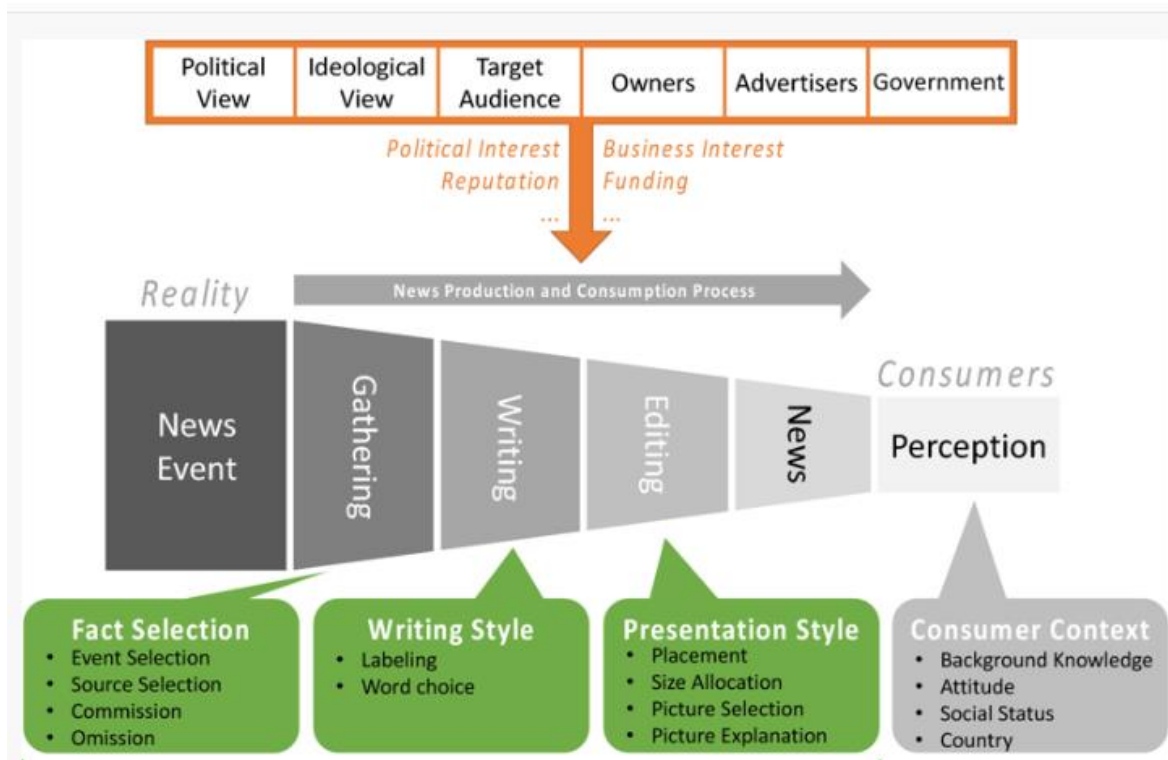 Political View
Ideological View
Target Audience
Owners
Advertisers
Government
Political Interest
Reputation
...
Business Interest
Funding
...
Reality
News Production and Consumption Process
News Event
Gathering
Writing
Editing
News
Consumers
Perception
Fact Selection
• Event Selection
• Source Selection
• Commission
• Omission
Writing Style
• Labeling
• Word choice
Presentation Style
• Placement
• Size Allocation
• Picture Selection
• Picture Explanation
Consumer Context
• Background Knowledge
• Attitude
• Social Status
• Country